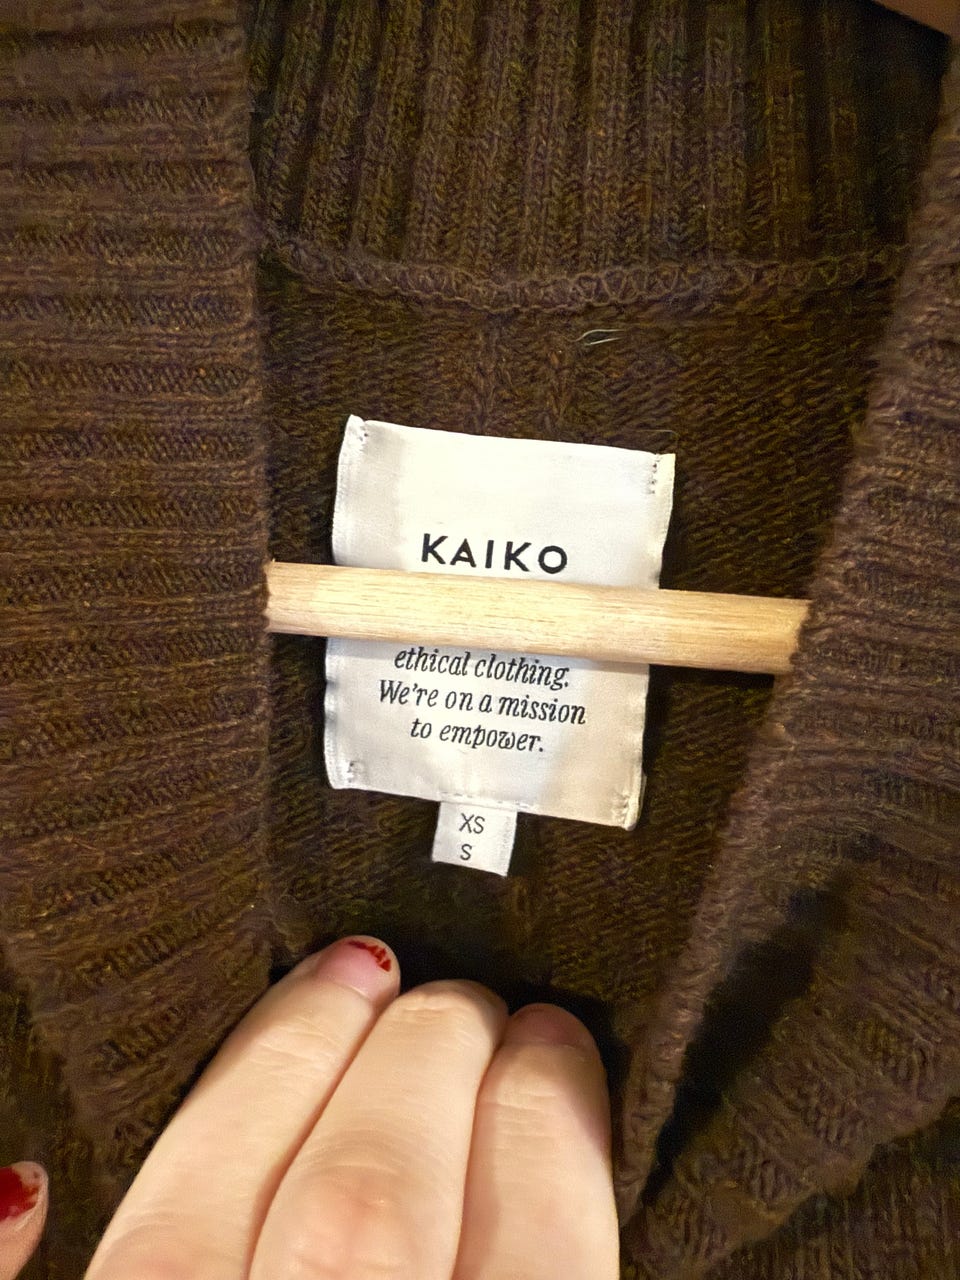 KAIKO
ethical clothing.
We're on a mission
to empower.
XS
S